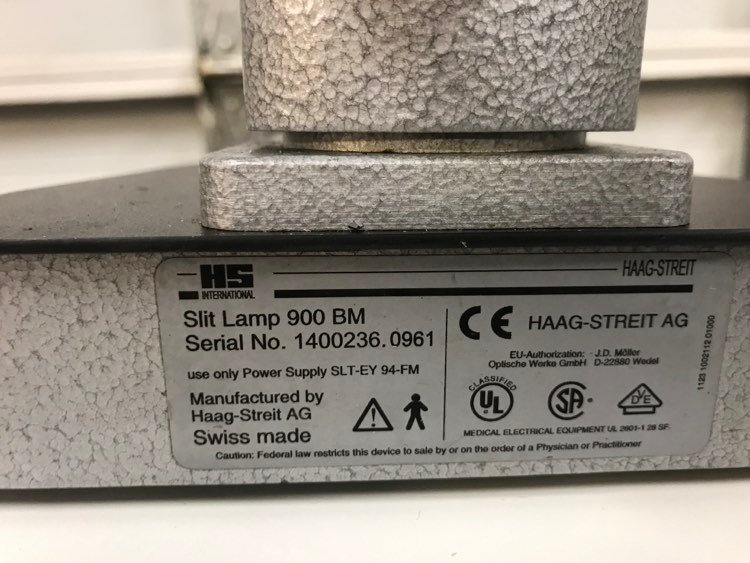 HS
INTERNATIONAL
HAAG-STREIT
Slit Lamp 900 BM
Serial No. 1400236.0961
use only Power Supply SLT-EY 94-FM
Manufactured by
Haag-Streit AG
Swiss made
CE HAAG-STREIT AG
EU-Authorization: J.D. Möller
Optische Werke GmbH D-22880 Wedel
CLASSIFIED
UL
SA
VDE
MEDICAL ELECTRICAL EQUIPMENT UL 2601-1 28 SF
Caution: Federal law restricts this device to sale by or on the order of a Physician or Practitioner
1123 1002112 01000